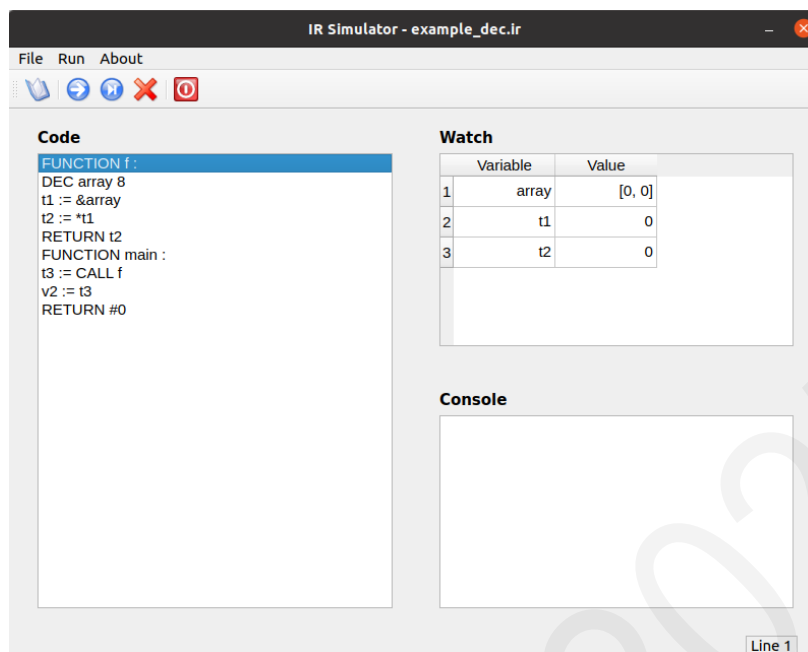 IR Simulator - example_dec.ir
File Run About
Code
FUNCTION f :
DEC array 8
t1 := &array
t2 := *t1
RETURN t2
FUNCTION main :
t3 := CALL f
v2 := t3
RETURN #0
Watch
Variable Value
1 array [0, 0]
2 t1 0
3 t2 0
Console
Line 1